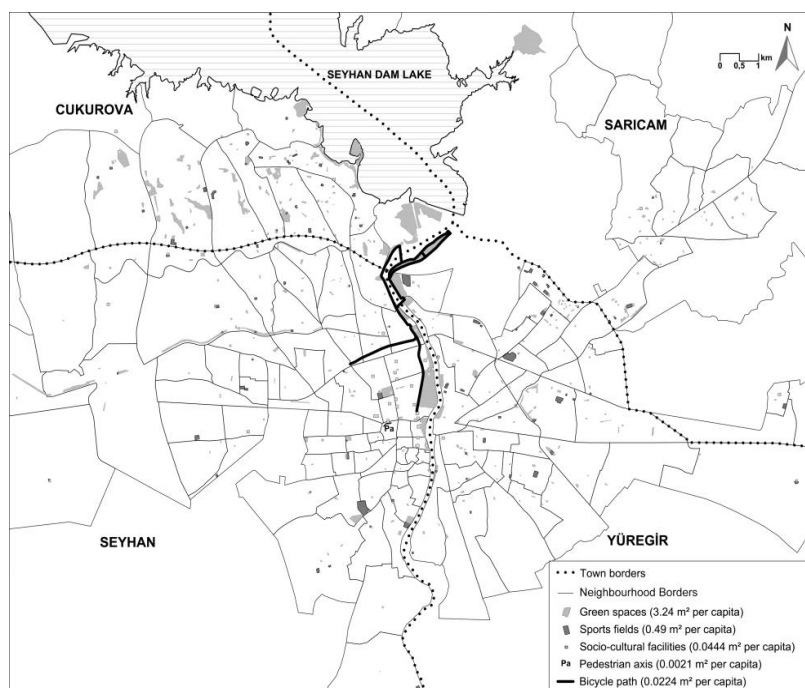 SEYHAN DAM LAKE
N
0 0,5 1 km
CUKUROVA
SARICAM
Pa
SEYHAN
YÜREGİR
Town borders
Neighbourhood Borders
Green spaces (3.24 m² per capita)
Sports fields (0.49 m² per capita)
Socio-cultural facilities (0.0444 m² per capita)
Pa Pedestrian axis (0.0021 m² per capita)
Bicycle path (0.0224 m² per capita)